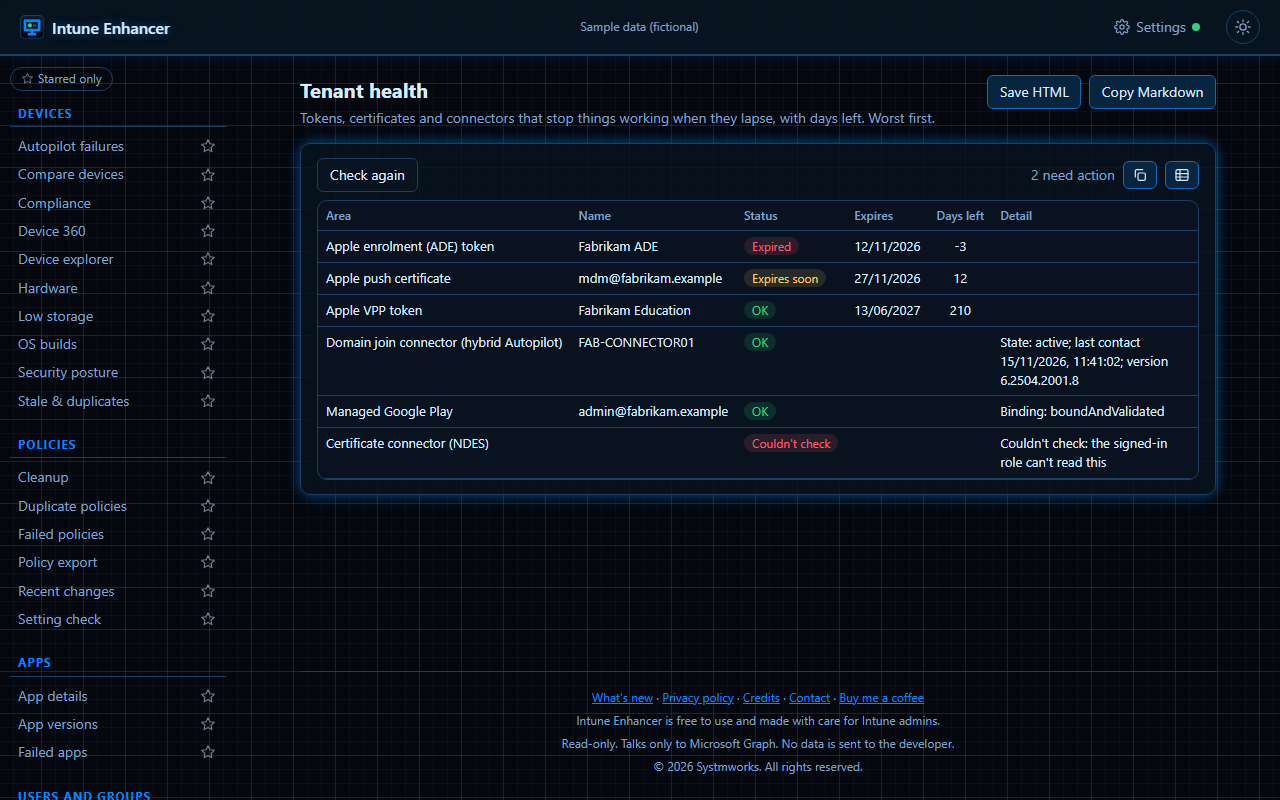 Intune Enhancer
Sample data (fictional)
Settings
Starred only
DEVICES
Autopilot failures
Compare devices
Compliance
Device 360
Device explorer
Hardware
Low storage
OS builds
Security posture
Stale & duplicates
POLICIES
Cleanup
Duplicate policies
Failed policies
Policy export
Recent changes
Setting check
APPS
App details
App versions
Failed apps
USERS AND GROUPS
Tenant health
Save HTML
Copy Markdown
Tokens, certificates and connectors that stop things working when they lapse, with days left. Worst first.
Check again
2 need action
Area Name Status Expires Days left Detail
Apple enrolment (ADE) token Fabrikam ADE Expired 12/11/2026 -3
Apple push certificate mdm@fabrikam.example Expires soon 27/11/2026 12
Apple VPP token Fabrikam Education OK 13/06/2027 210
Domain join connector (hybrid Autopilot) FAB-CONNECTOR01 OK State: active; last contact
15/11/2026, 11:41:02; version
6.2504.2001.8
Managed Google Play admin@fabrikam.example OK Binding: boundAndValidated
Certificate connector (NDES) Couldn't check Couldn't check: the signed-in
role can't read this
What's new · Privacy policy · Credits · Contact · Buy me a coffee
Intune Enhancer is free to use and made with care for Intune admins.
Read-only. Talks only to Microsoft Graph. No data is sent to the developer.
© 2026 Systmworks. All rights reserved.